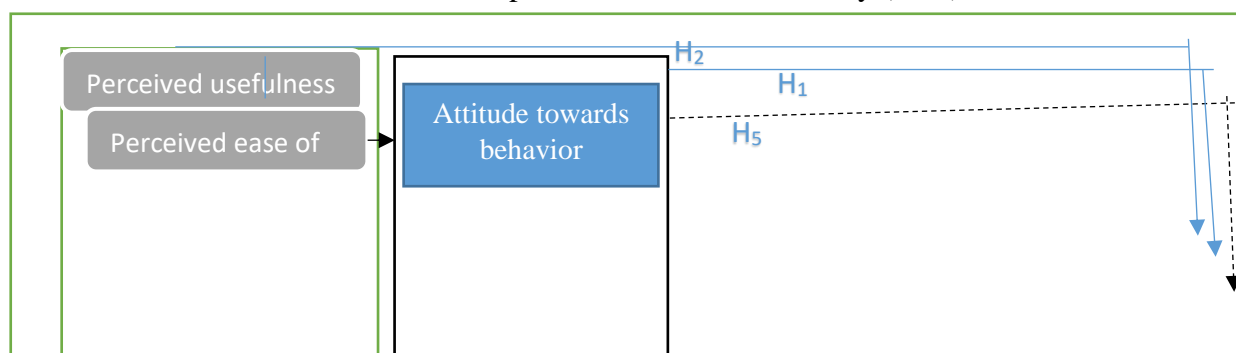 H2
Perceived usefulness
H1
Attitude towards
behavior
Perceived ease of
H5